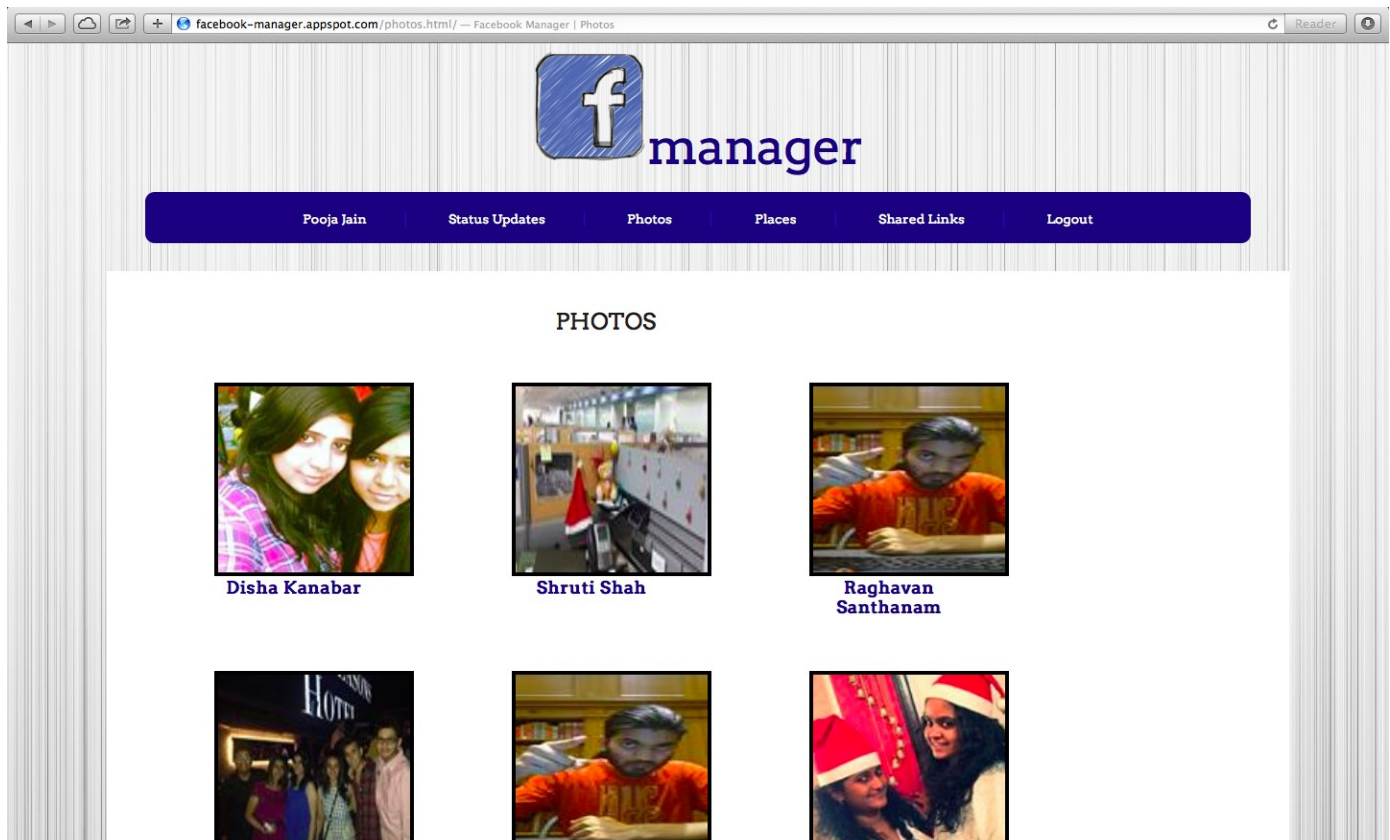 facebook-manager.appspot.com/photos.html/ — Facebook Manager | Photos
Reader
f manager
Pooja Jain
Status Updates
Photos
Places
Shared Links
Logout
PHOTOS
Disha Kanabar
Shruti Shah
Raghavan
Santhanam
HOTEL